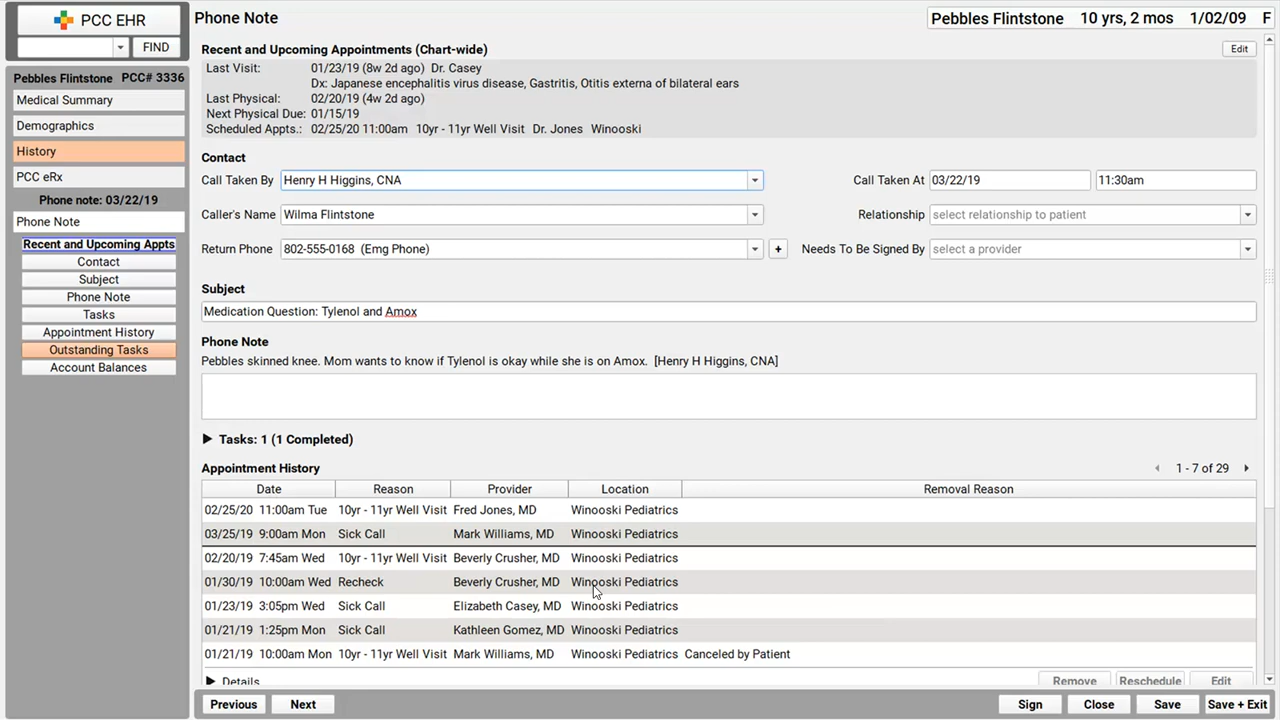 PCC EHR
FIND
Pebbles Flintstone PCC# 3336
Medical Summary
Demographics
History
PCC eRx
Phone note: 03/22/19
Phone Note
Recent and Upcoming Appts
Contact
Subject
Phone Note
Tasks
Appointment History
Outstanding Tasks
Account Balances
Phone Note
Pebbles Flintstone 10 yrs, 2 mos 1/02/09 F
Recent and Upcoming Appointments (Chart-wide) Edit
Last Visit: 01/23/19 (8w 2d ago) Dr. Casey
Dx: Japanese encephalitis virus disease, Gastritis, Otitis externa of bilateral ears
Last Physical: 02/20/19 (4w 2d ago)
Next Physical Due: 01/15/19
Scheduled Appts.: 02/25/20 11:00am 10yr - 11yr Well Visit Dr. Jones Winooski
Contact
Call Taken By Henry H Higgins, CNA Call Taken At 03/22/19 11:30am
Caller's Name Wilma Flintstone Relationship select relationship to patient
Return Phone 802-555-0168 (Emg Phone) + Needs To Be Signed By select a provider
Subject
Medication Question: Tylenol and Amox
Phone Note
Pebbles skinned knee. Mom wants to know if Tylenol is okay while she is on Amox. [Henry H Higgins, CNA]
Tasks: 1 (1 Completed)
Appointment History 1 - 7 of 29
Date Reason Provider Location Removal Reason
02/25/20 11:00am Tue 10yr - 11yr Well Visit Fred Jones, MD Winooski Pediatrics
03/25/19 9:00am Mon Sick Call Mark Williams, MD Winooski Pediatrics
02/20/19 7:45am Wed 10yr - 11yr Well Visit Beverly Crusher, MD Winooski Pediatrics
01/30/19 10:00am Wed Recheck Beverly Crusher, MD Winooski Pediatrics
01/23/19 3:05pm Wed Sick Call Elizabeth Casey, MD Winooski Pediatrics
01/21/19 1:25pm Mon Sick Call Kathleen Gomez, MD Winooski Pediatrics
01/21/19 10:00am Mon 10yr - 11yr Well Visit Mark Williams, MD Winooski Pediatrics Canceled by Patient
Details Remove Reschedule Edit
Previous Next Sign Close Save Save + Exit